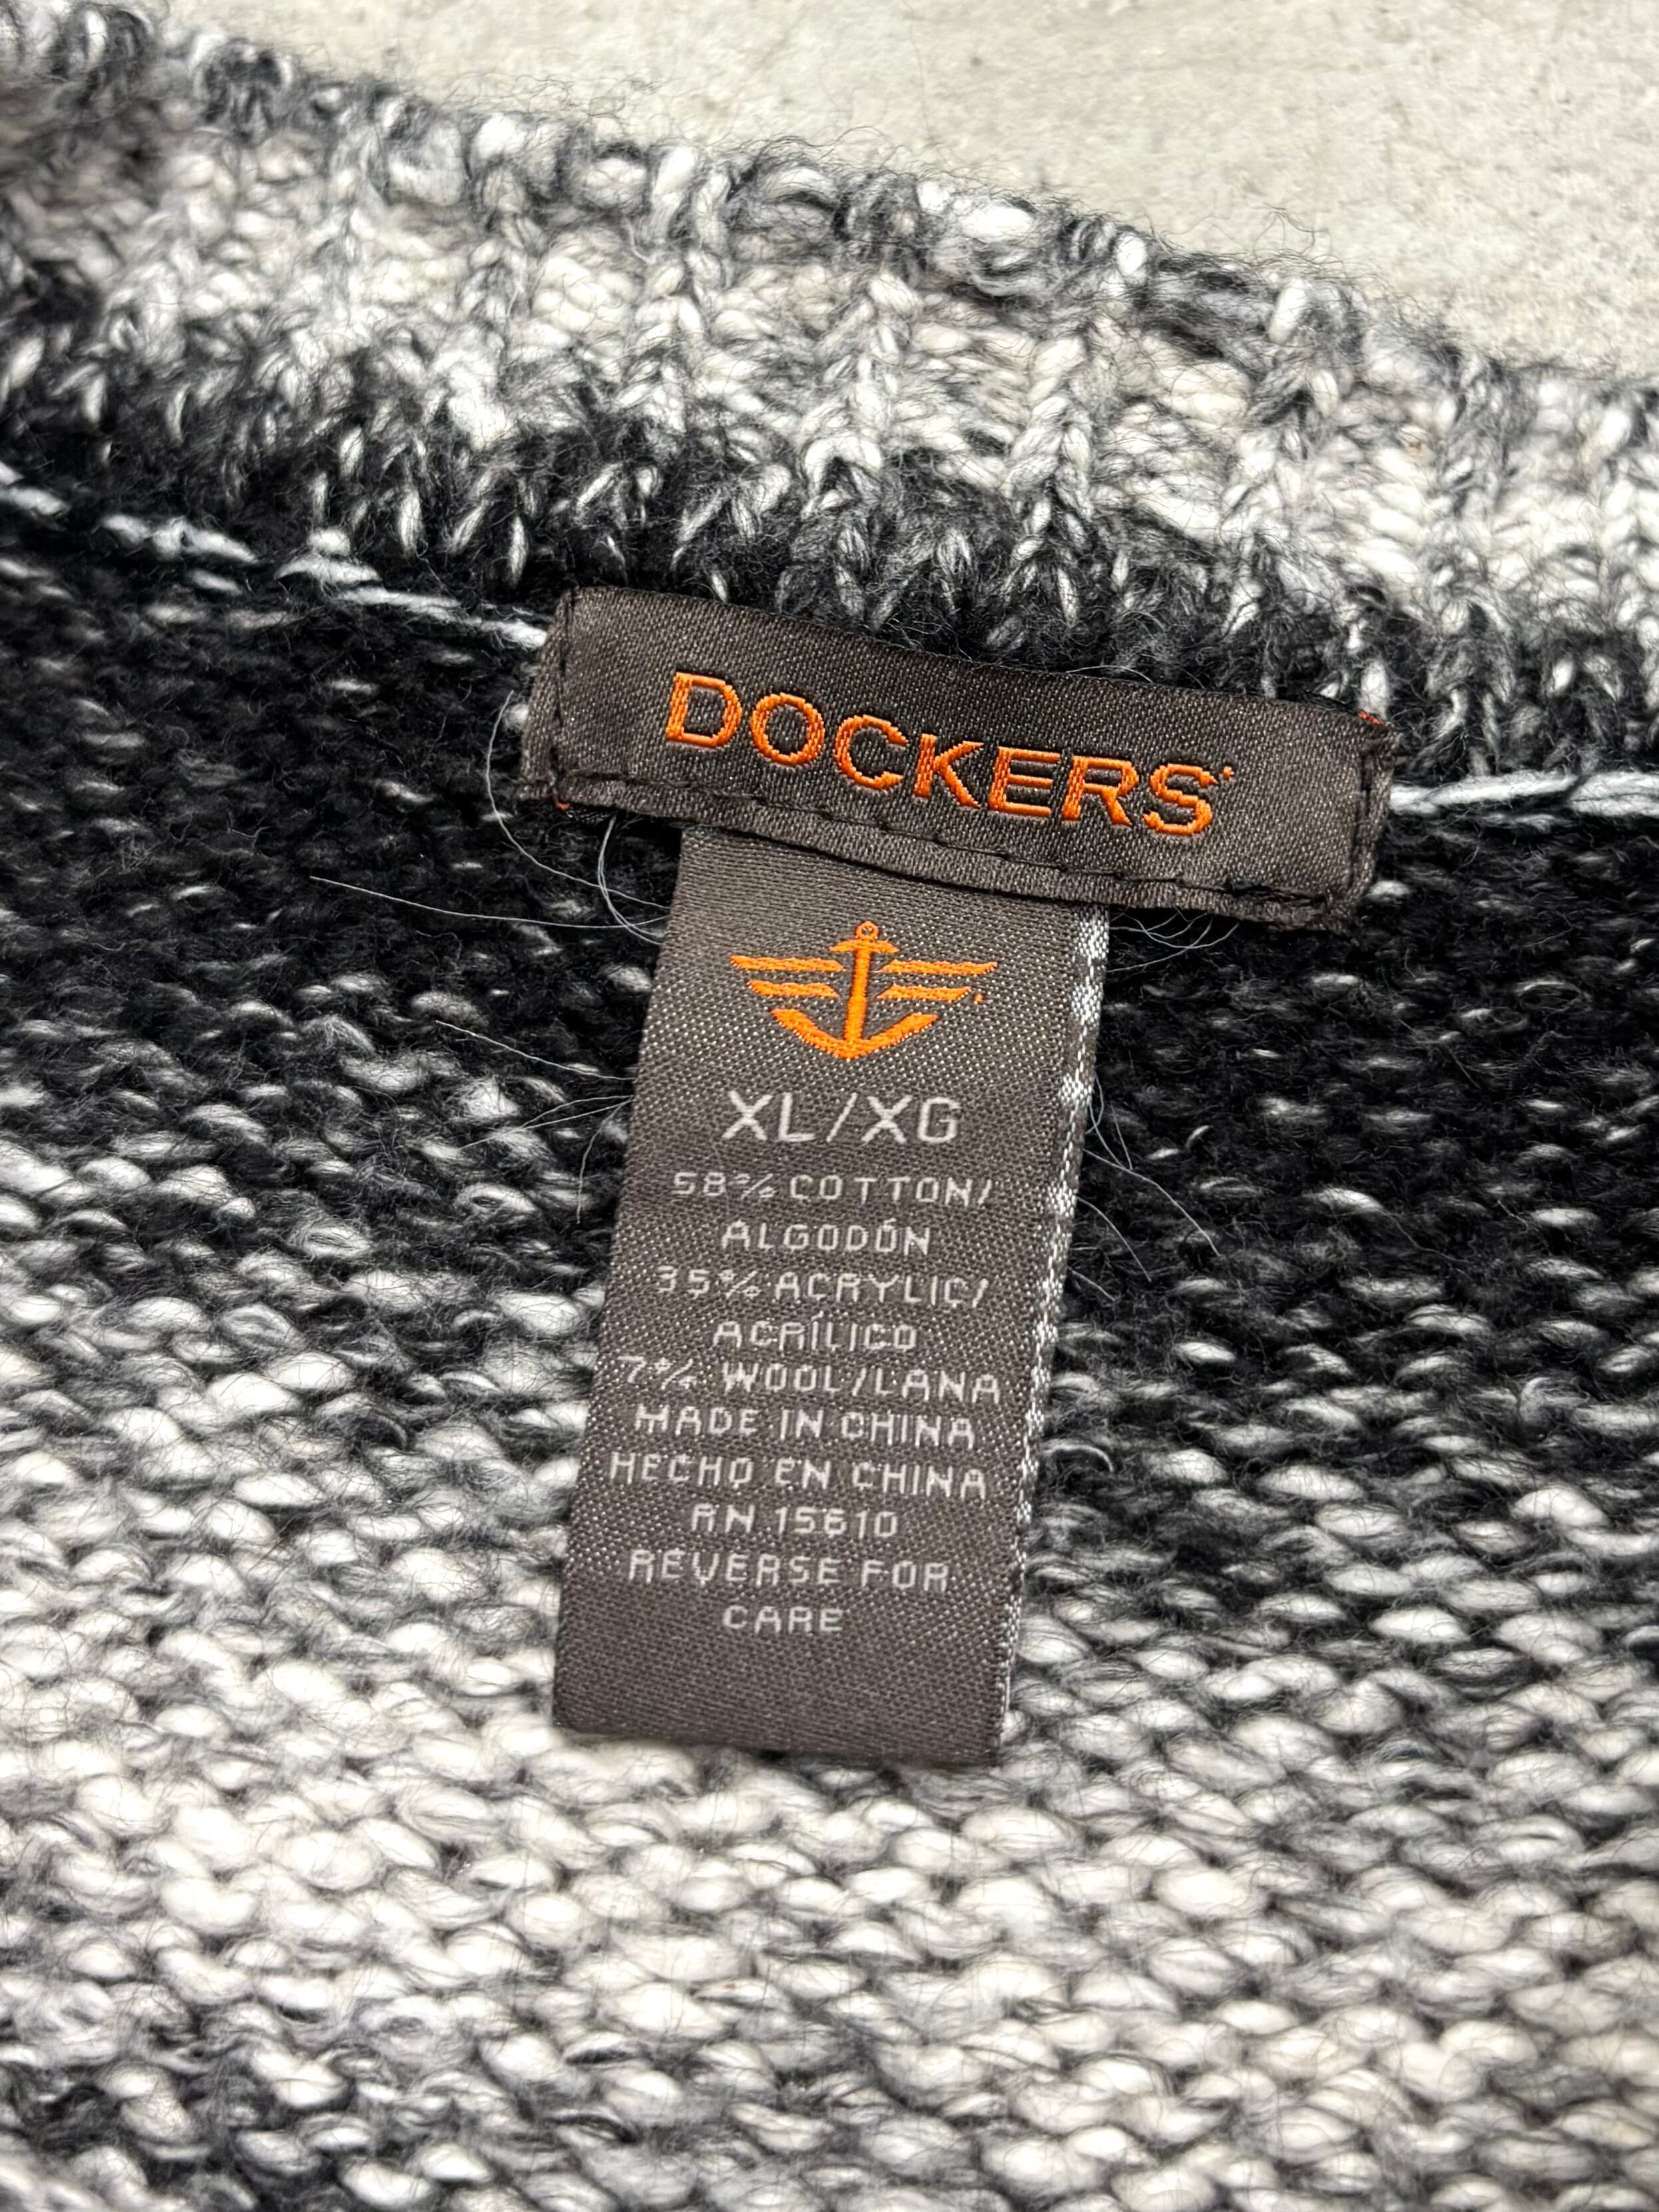 DOCKERS
XL/XG
58% COTTON/
ALGODÓN
35% ACRYLIC/
ACRÍLICO
7% WOOL/LANA
MADE IN CHINA
HECHO EN CHINA
RN 15610
REVERSE FOR
CARE